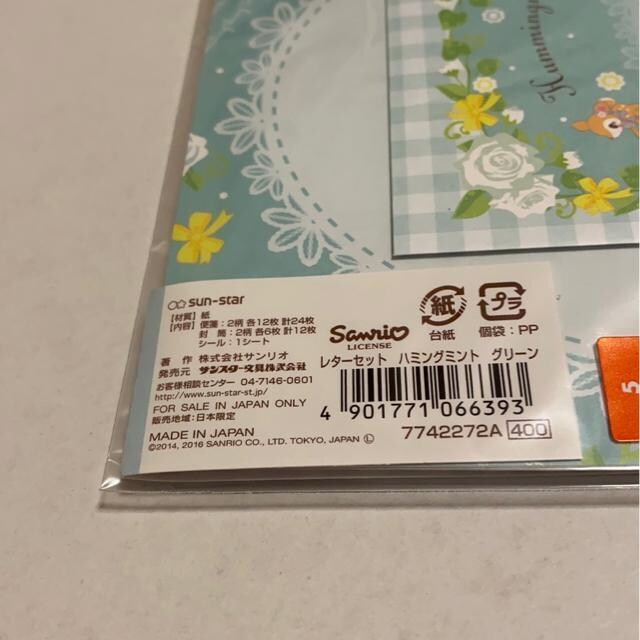 Hummingm
sun-star
【材質】紙
【内容】便箋：2柄 各12枚 計24枚
封 筒：2柄 各6枚 計12枚
シール：1シート
著 作 株式会社サンリオ
発売元 サンスター文具株式会社
お客様相談センター 04-7146-0601
http://www.sun-star-st.jp/
FOR SALE IN JAPAN ONLY
販売地域：日本限定
MADE IN JAPAN
©2014, 2016 SANRIO CO., LTD. TOKYO, JAPAN Ⓛ
Sanrio
LICENSE
紙
台紙
プラ
個袋：PP
レターセット ハミングミント グリーン
4 901771 066393
7742272A 400
5